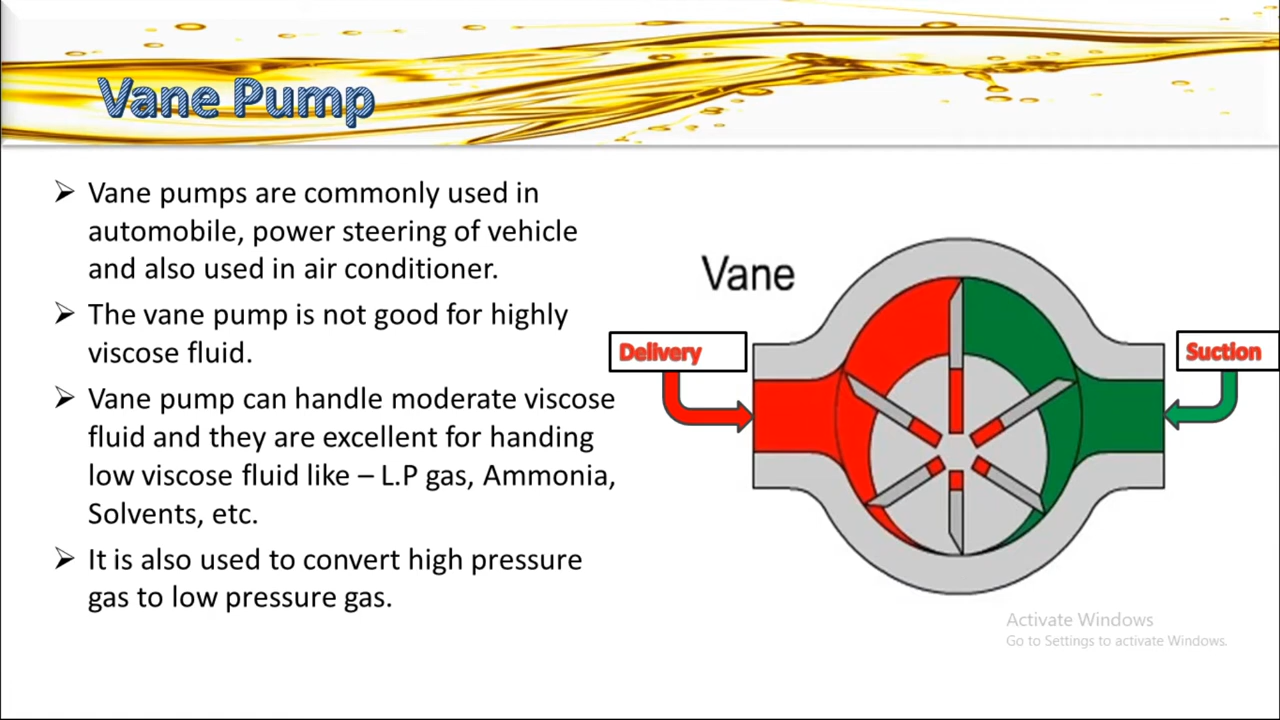 Vane Pump
Vane pumps are commonly used in
automobile, power steering of vehicle
and also used in air conditioner.
The vane pump is not good for highly
viscose fluid.
Vane pump can handle moderate viscose
fluid and they are excellent for handing
low viscose fluid like – L.P gas, Ammonia,
Solvents, etc.
It is also used to convert high pressure
gas to low pressure gas.
Vane
Delivery
Suction
Activate Windows
Go to Settings to activate Windows.